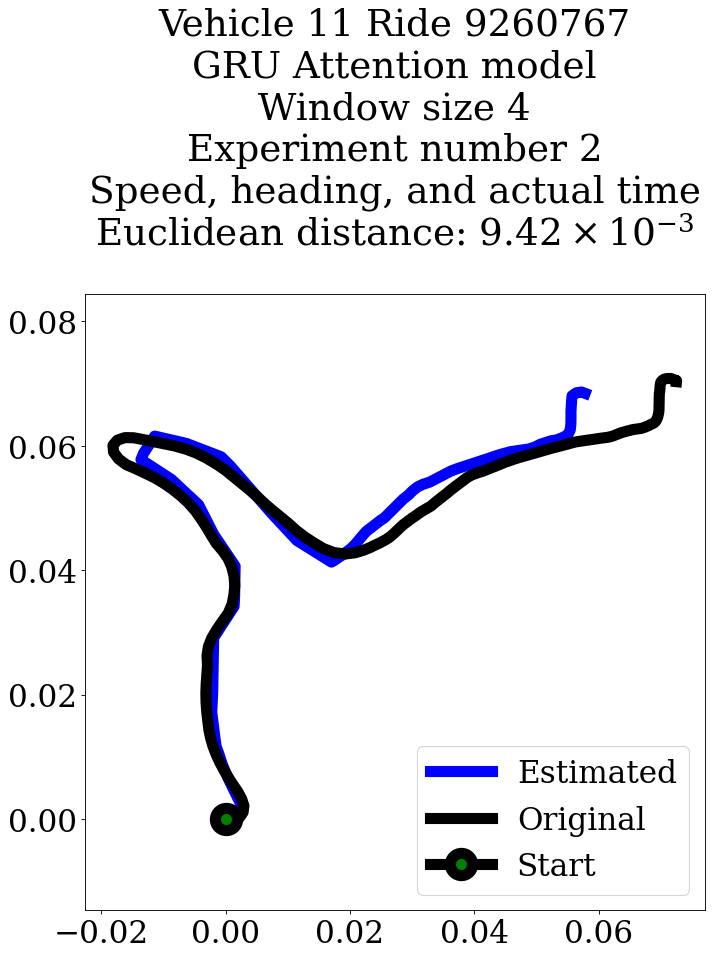 Vehicle 11 Ride 9260767
GRU Attention model
Window size 4
Experiment number 2
Speed, heading, and actual time
Euclidean distance: 9.42 × 10⁻³
0.08
0.06
0.04
0.02
0.00
Estimated
Original
Start
−0.02 0.00 0.02 0.04 0.06